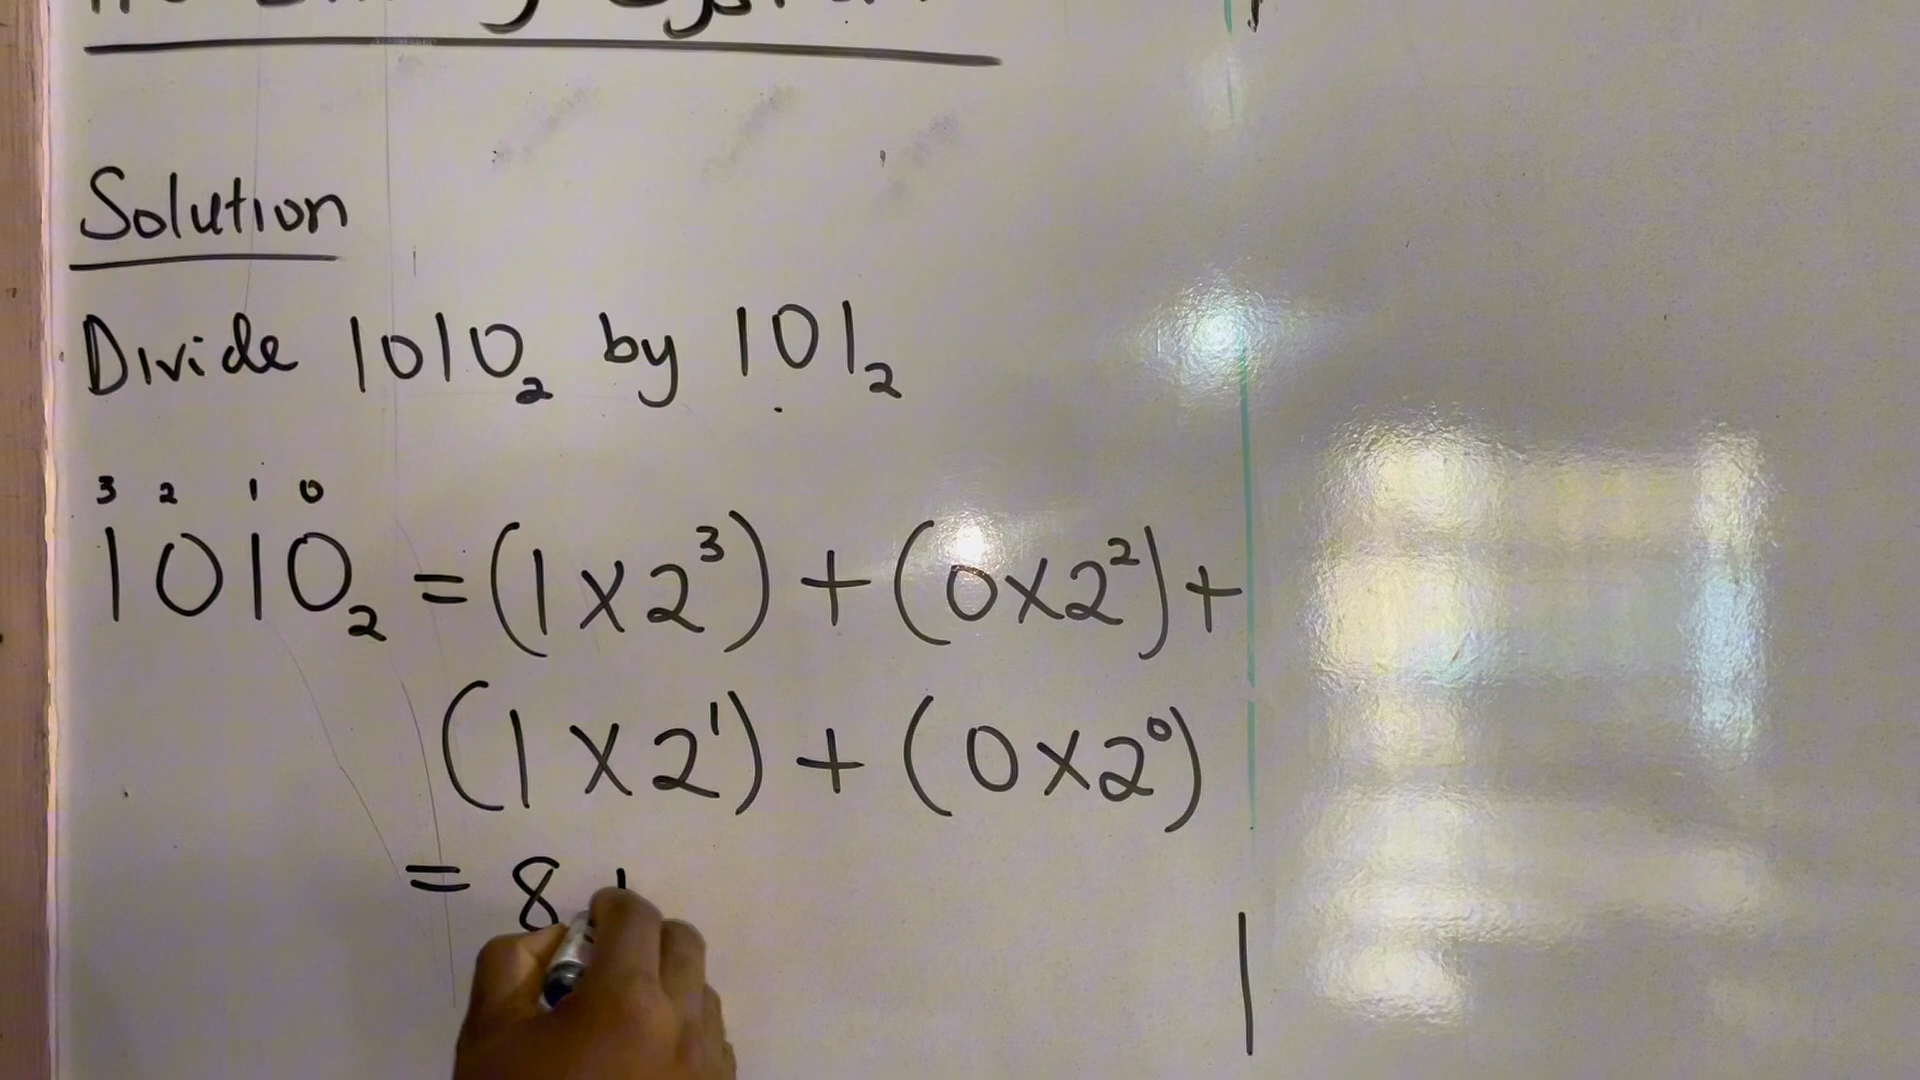 Solution
Divide 1010₂ by 101₂
3 2 1 0
1010₂ = (1 x 2³) + (0 x 2²) +
(1 x 2¹) + (0 x 2⁰)
= 8